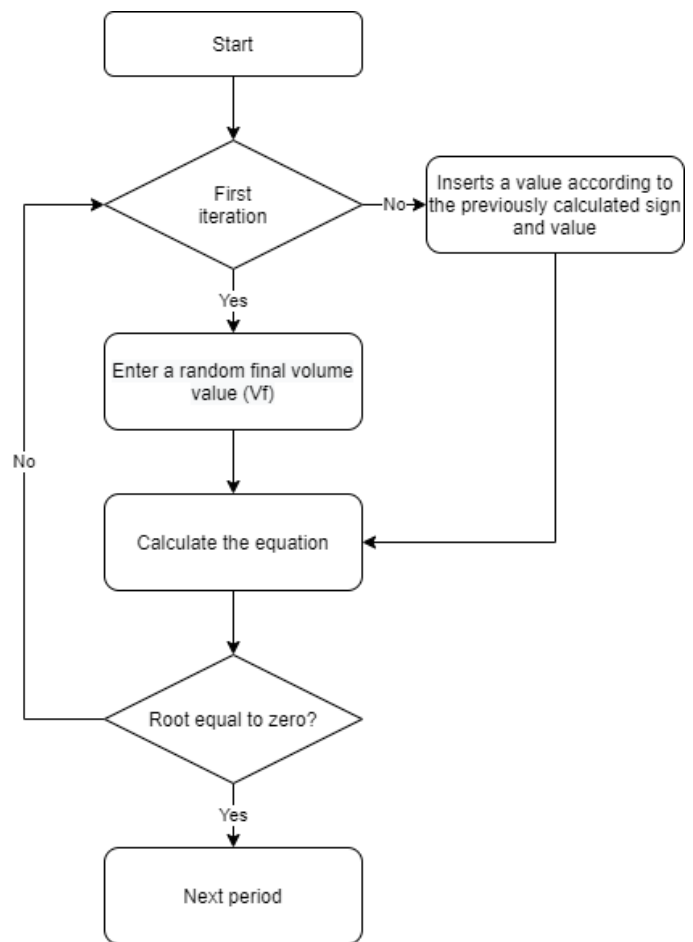 Start
First
iteration
No
Inserts a value according to
the previously calculated sign
and value
Yes
Enter a random final volume
value (Vf)
No
Calculate the equation
Root equal to zero?
Yes
Next period